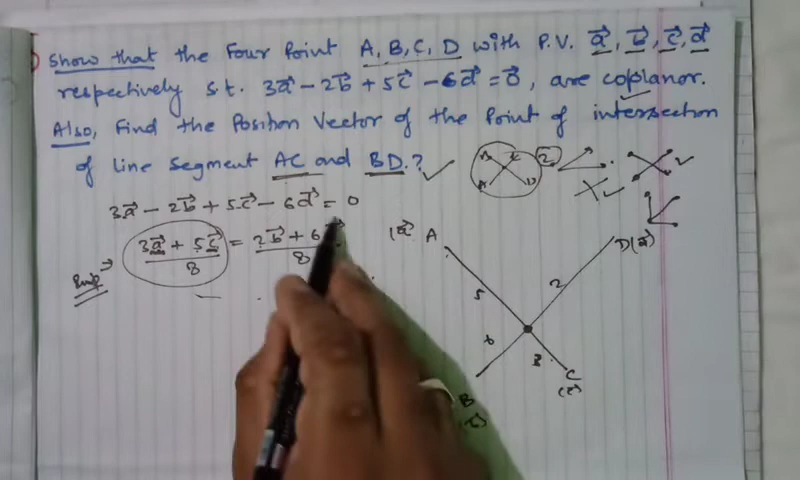 Show that the Four Point A, B, C, D with P.V. a⃗, b⃗, c⃗, d⃗
respectively s.t. 3a⃗ - 2b⃗ + 5c⃗ - 6d⃗ = 0⃗, are coplanar.
Also, Find the Position Vector of the Point of intersection
of line segment AC and BD.?
3a⃗ - 2b⃗ + 5c⃗ - 6d⃗ = 0
3a⃗ + 5c⃗ = 2b⃗ + 6
8 8
(a⃗ A
D(d⃗)
5
2
6
3
C
(c⃗)
B